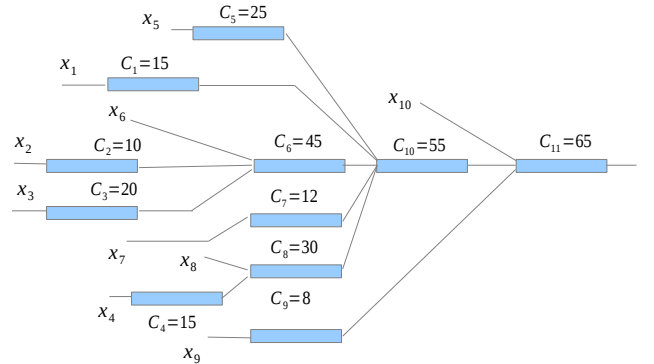 x₅
C₅=25
x₁
C₁=15
x₆
x₁₀
x₂
C₂=10
C₆=45
C₁₀=55
C₁₁=65
x₃
C₃=20
C₇=12
x₇
x₈
C₈=30
x₄
C₄=15
C₉=8
x₉